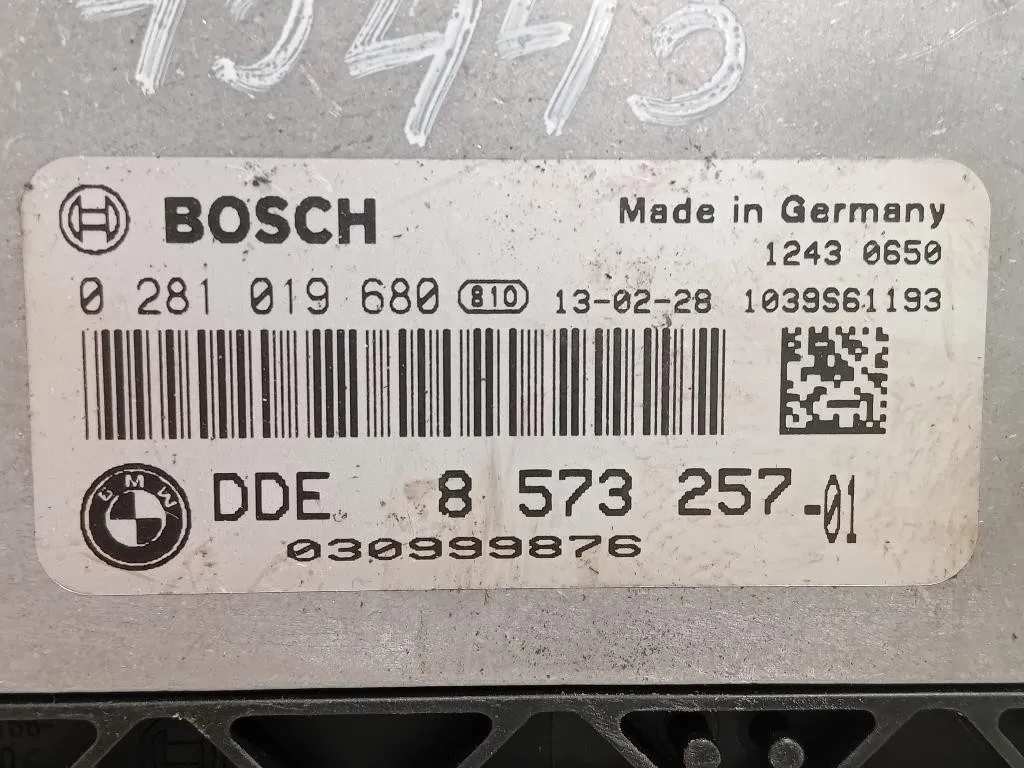 BOSCH
Made in Germany
1243 0650
0 281 019 680 810 13-02-28 1039S61193
BMW DDE 8 573 257-01
030999876